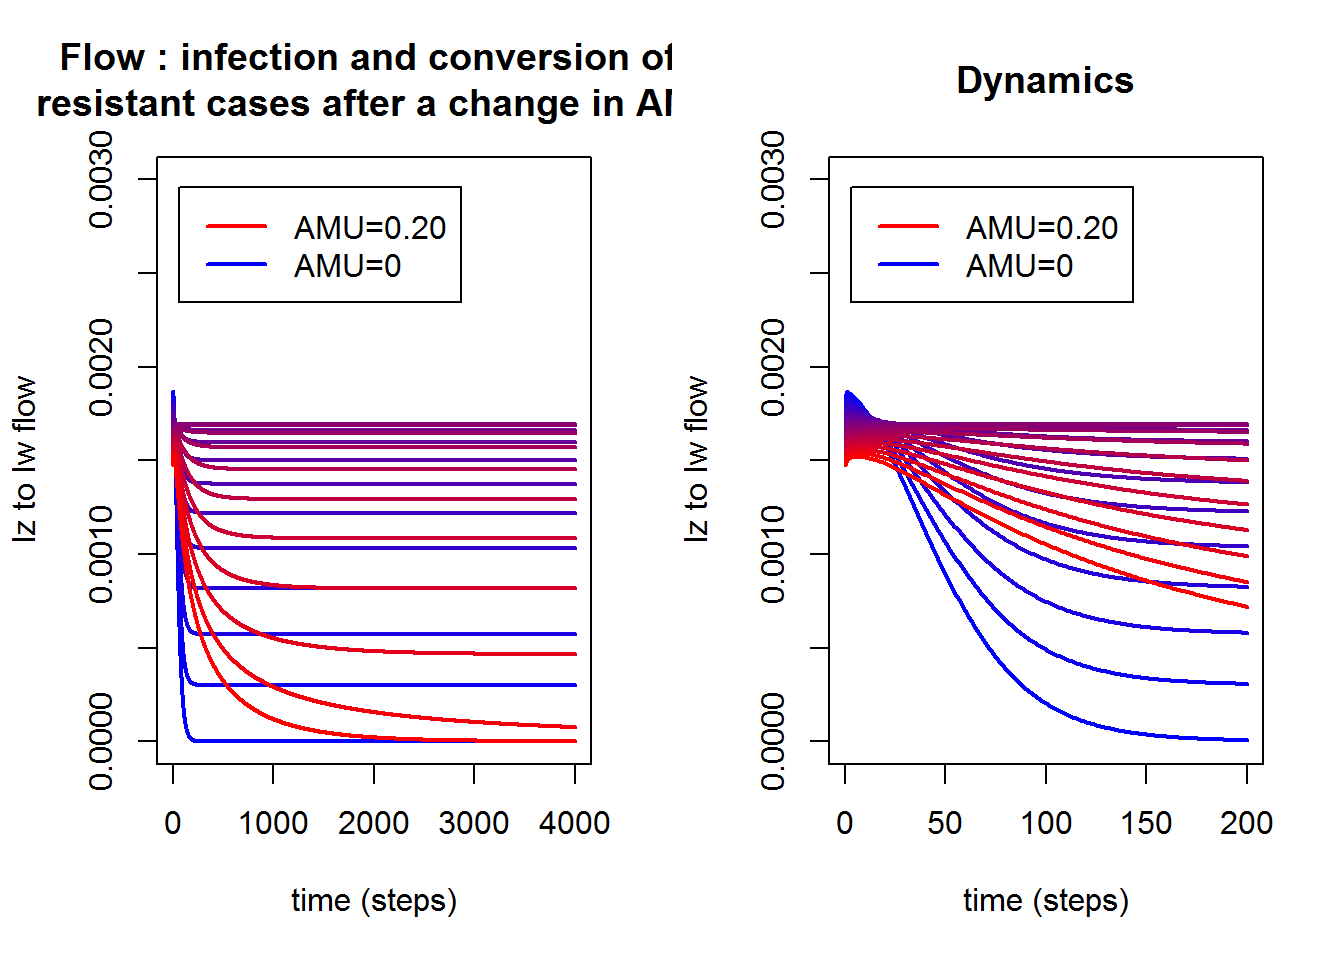 Flow : infection and conversion of
resistant cases after a change in
0.0030
0.0020
0.0010
0.0000
Iz to Iw flow
AMU=0.20
AMU=0
0 1000 2000 3000 4000
time (steps)
Dynamics
0.0030
0.0020
0.0010
0.0000
Iz to Iw flow
AMU=0.20
AMU=0
0 50 100 150 200
time (steps)